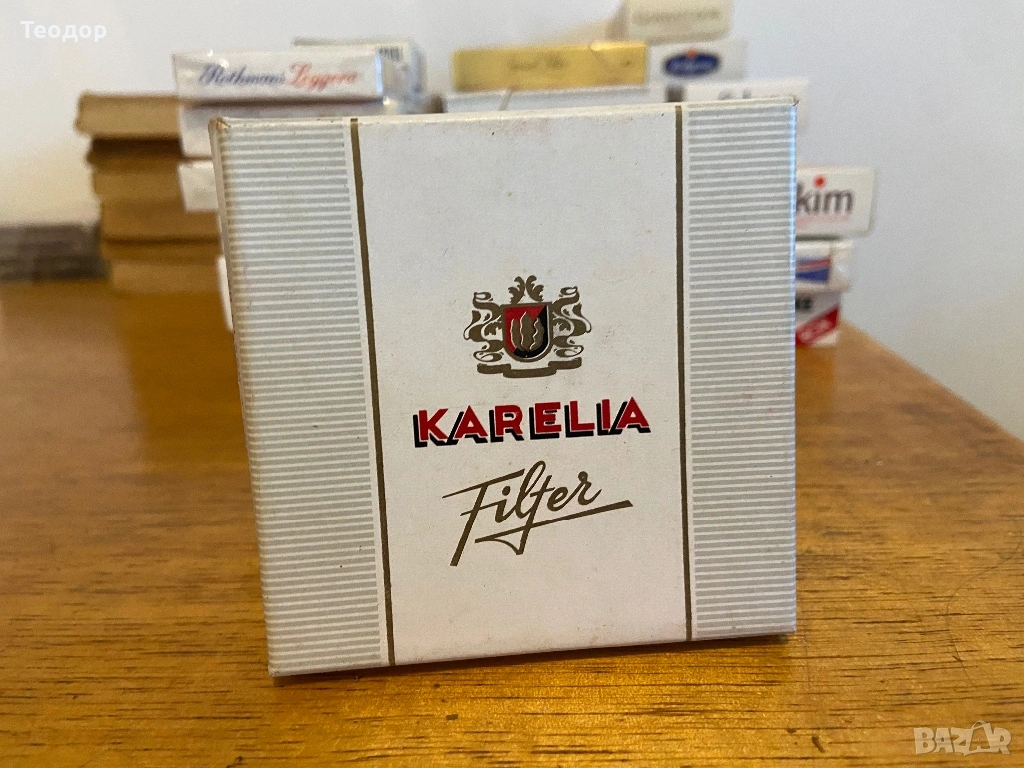 Теодор
Rothmans Leggera
kim
KARELIA
Filter
BAZAR